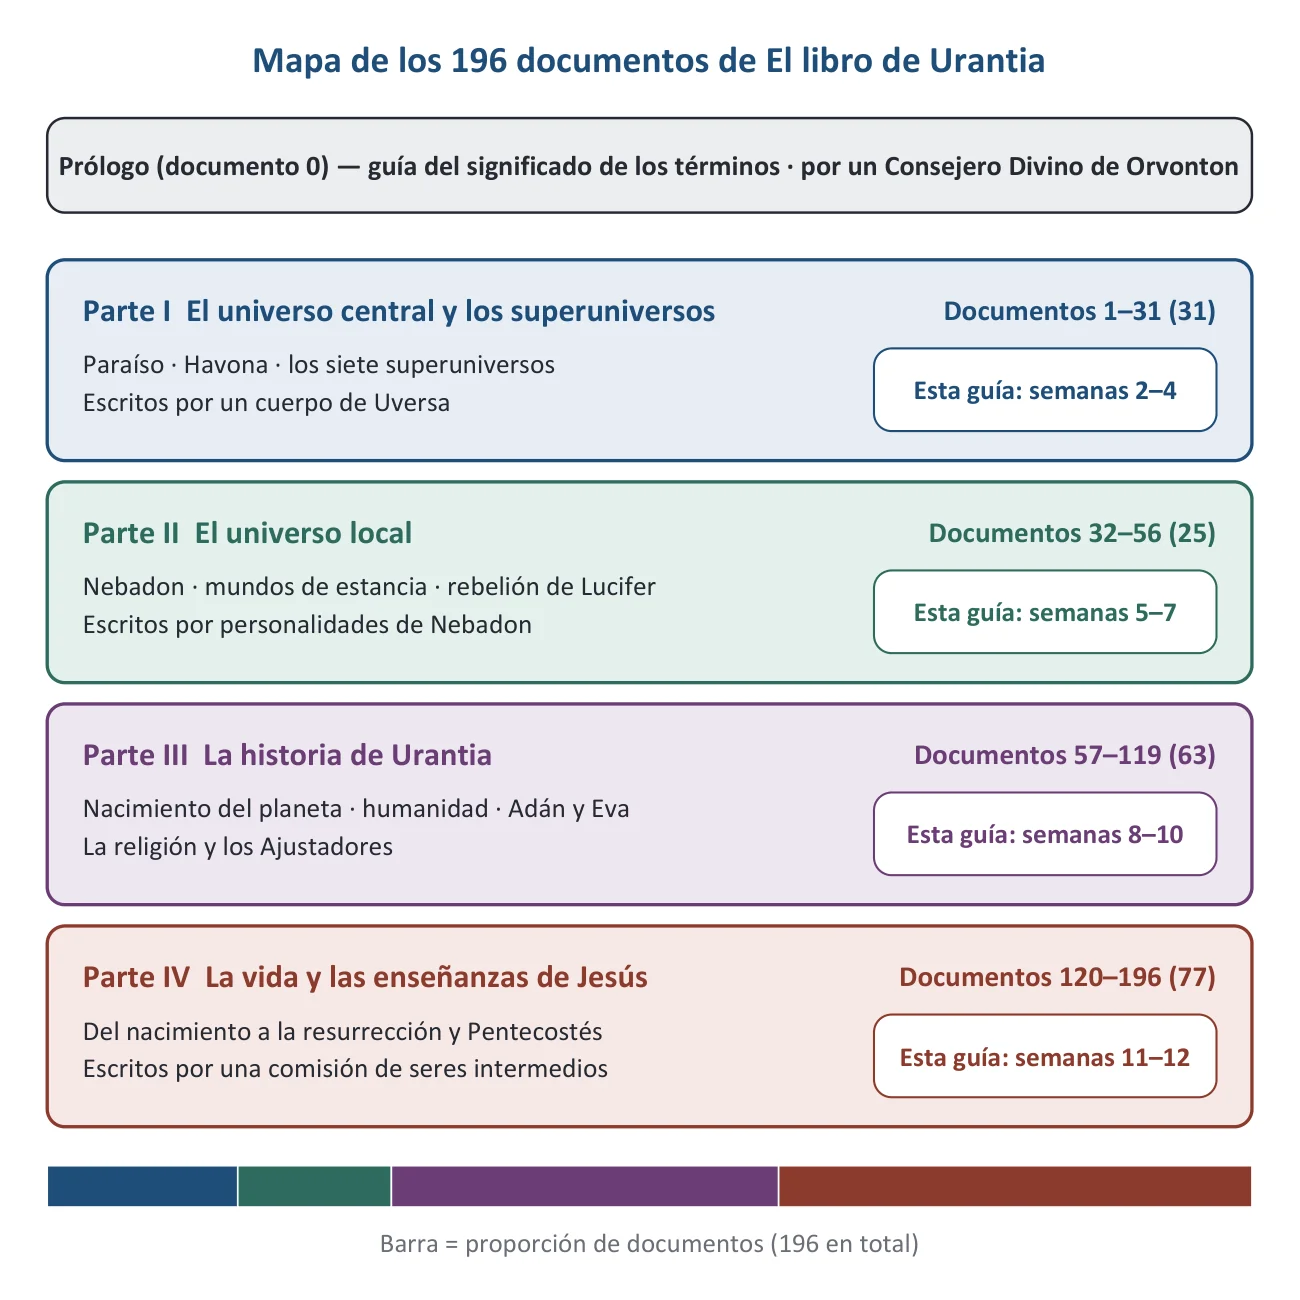 Mapa de los 196 documentos de El libro de Urantia
Prólogo (documento 0) — guía del significado de los términos · por un Consejero Divino de Orvonton
Parte I  El universo central y los superuniversos
Documentos 1–31 (31)
Paraíso · Havona · los siete superuniversos
Escritos por un cuerpo de Uversa
Esta guía: semanas 2–4
Parte II  El universo local
Documentos 32–56 (25)
Nebadon · mundos de estancia · rebelión de Lucifer
Escritos por personalidades de Nebadon
Esta guía: semanas 5–7
Parte III  La historia de Urantia
Documentos 57–119 (63)
Nacimiento del planeta · humanidad · Adán y Eva
La religión y los Ajustadores
Esta guía: semanas 8–10
Parte IV  La vida y las enseñanzas de Jesús
Documentos 120–196 (77)
Del nacimiento a la resurrección y Pentecostés
Escritos por una comisión de seres intermedios
Esta guía: semanas 11–12
Barra = proporción de documentos (196 en total)